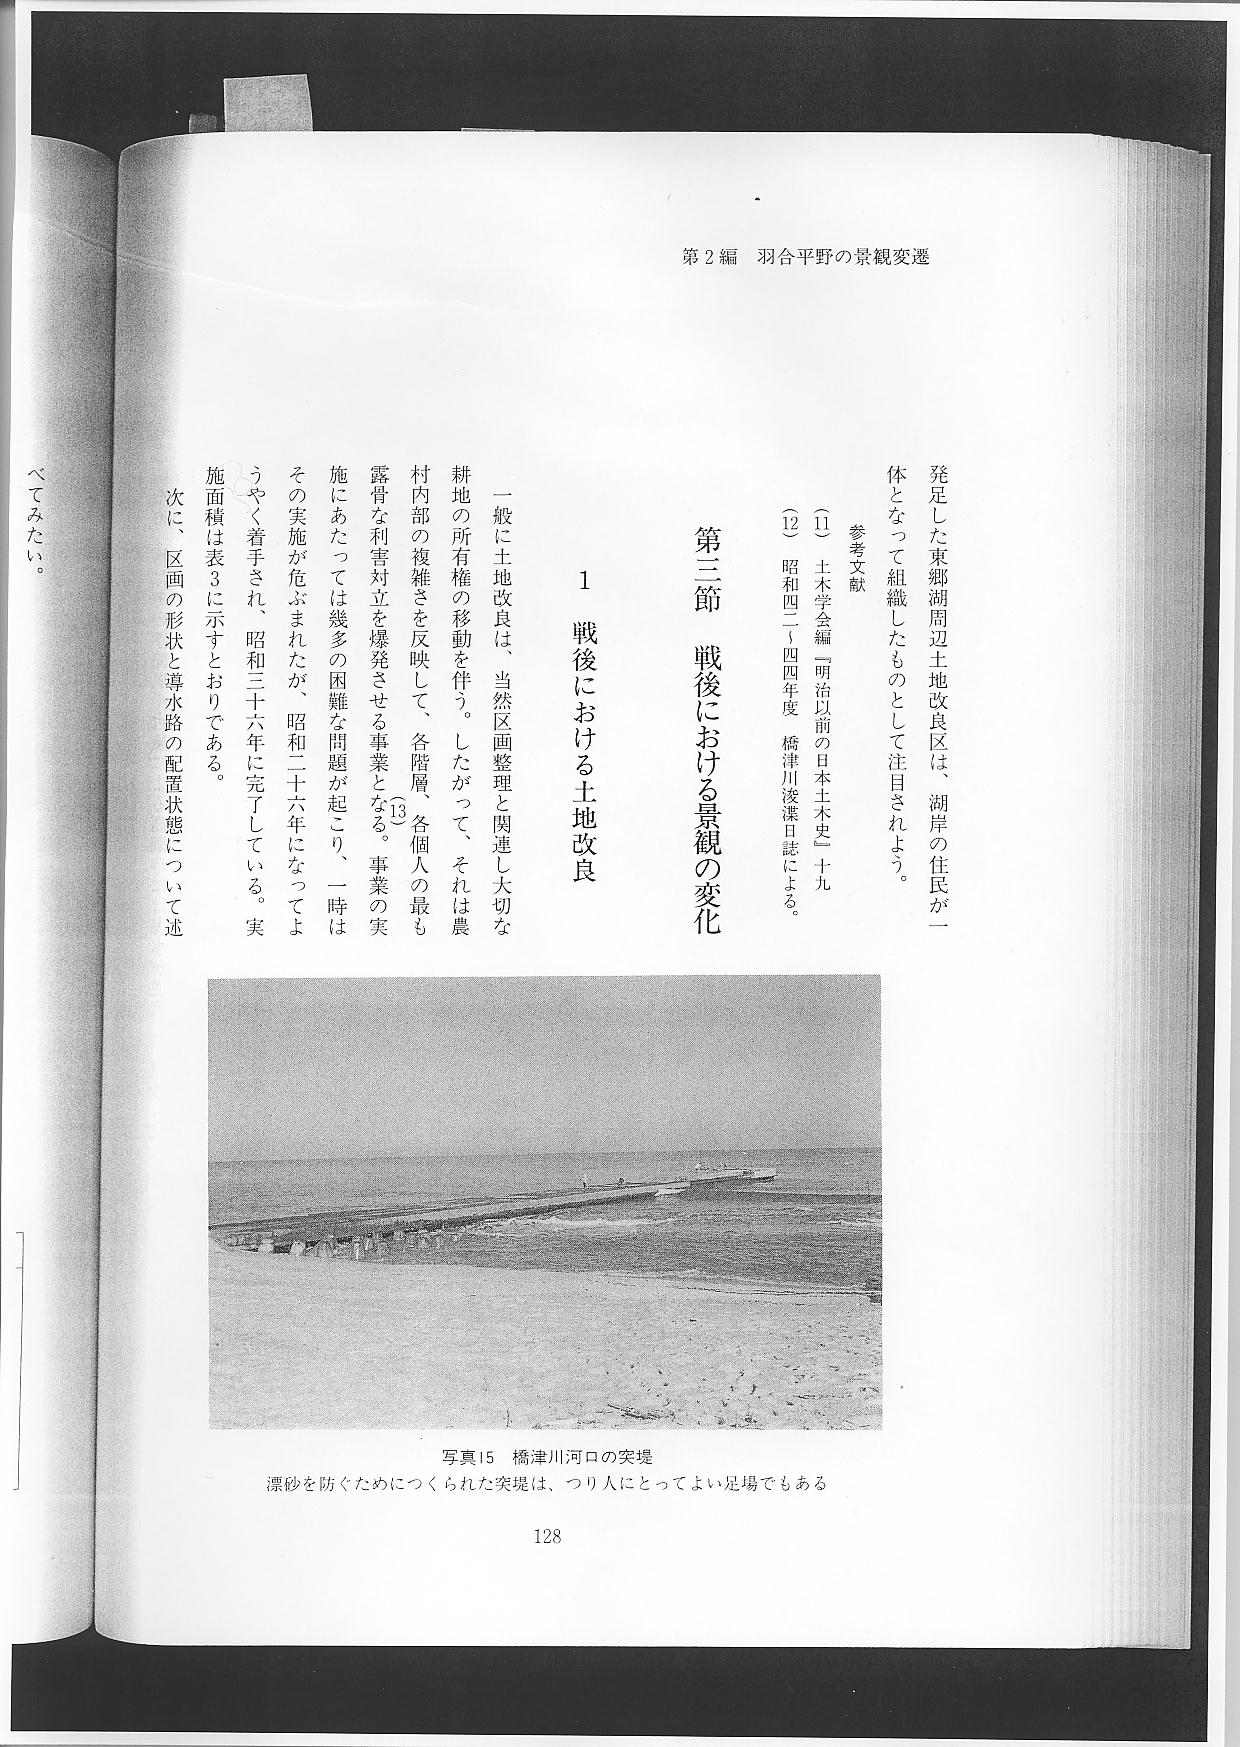 第2編　羽合平野の景観変遷
発足した東郷湖周辺土地改良区は、湖岸の住民が一
体となって組織したものとして注目されよう。
参考文献
(11)　土木学会編『明治以前の日本土木史』十九
(12)　昭和四二〜四四年度　橋津川浚渫日誌による。
第三節　戦後における景観の変化
1　戦後における土地改良
一般に土地改良は、当然区画整理と関連し大切な
耕地の所有権の移動を伴う。したがって、それは農
村内部の複雑さを反映して、各階層、各個人の最も
露骨な利害対立を爆発させる事業となる。(13)事業の実
施にあたっては幾多の困難な問題が起こり、一時は
その実施が危ぶまれたが、昭和二十六年になってよ
うやく着手され、昭和三十六年に完了している。実
施面積は表3に示すとおりである。
次に、区画の形状と導水路の配置状態について述
べてみたい。
写真15　橋津川河口の突堤
漂砂を防ぐためにつくられた突堤は、つり人にとってよい足場でもある
128